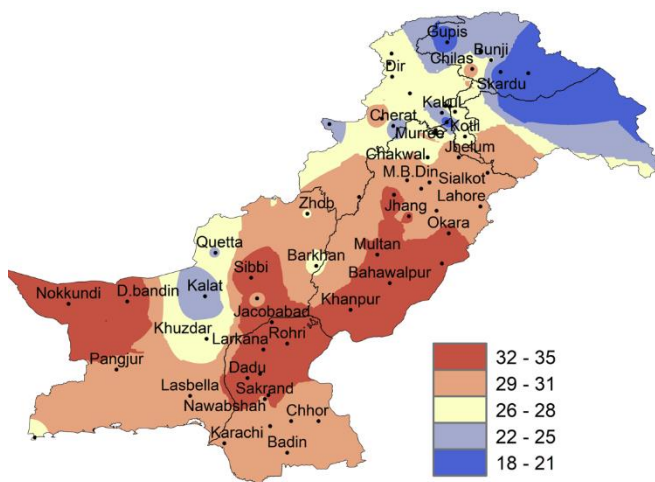 Gupis
Bunji
Chilas
Dir
Skardu
Kakul
Cherat
Murree
Kotli
Jhelum
Chakwal
M.B.Din
Sialkot
Zhdb
Jhang
Lahore
Okara
Quetta
Multan
Barkhan
Sibbi
Bahawalpur
Nokkundi
D.bandin
Kalat
Khanpur
Jacobabad
Khuzdar
Larkana
Rohri
32 - 35
Pangjur
29 - 31
Dadu
Lasbella
Sakrand
26 - 28
Nawabshah
Chhor
22 - 25
Karachi
Badin
18 - 21